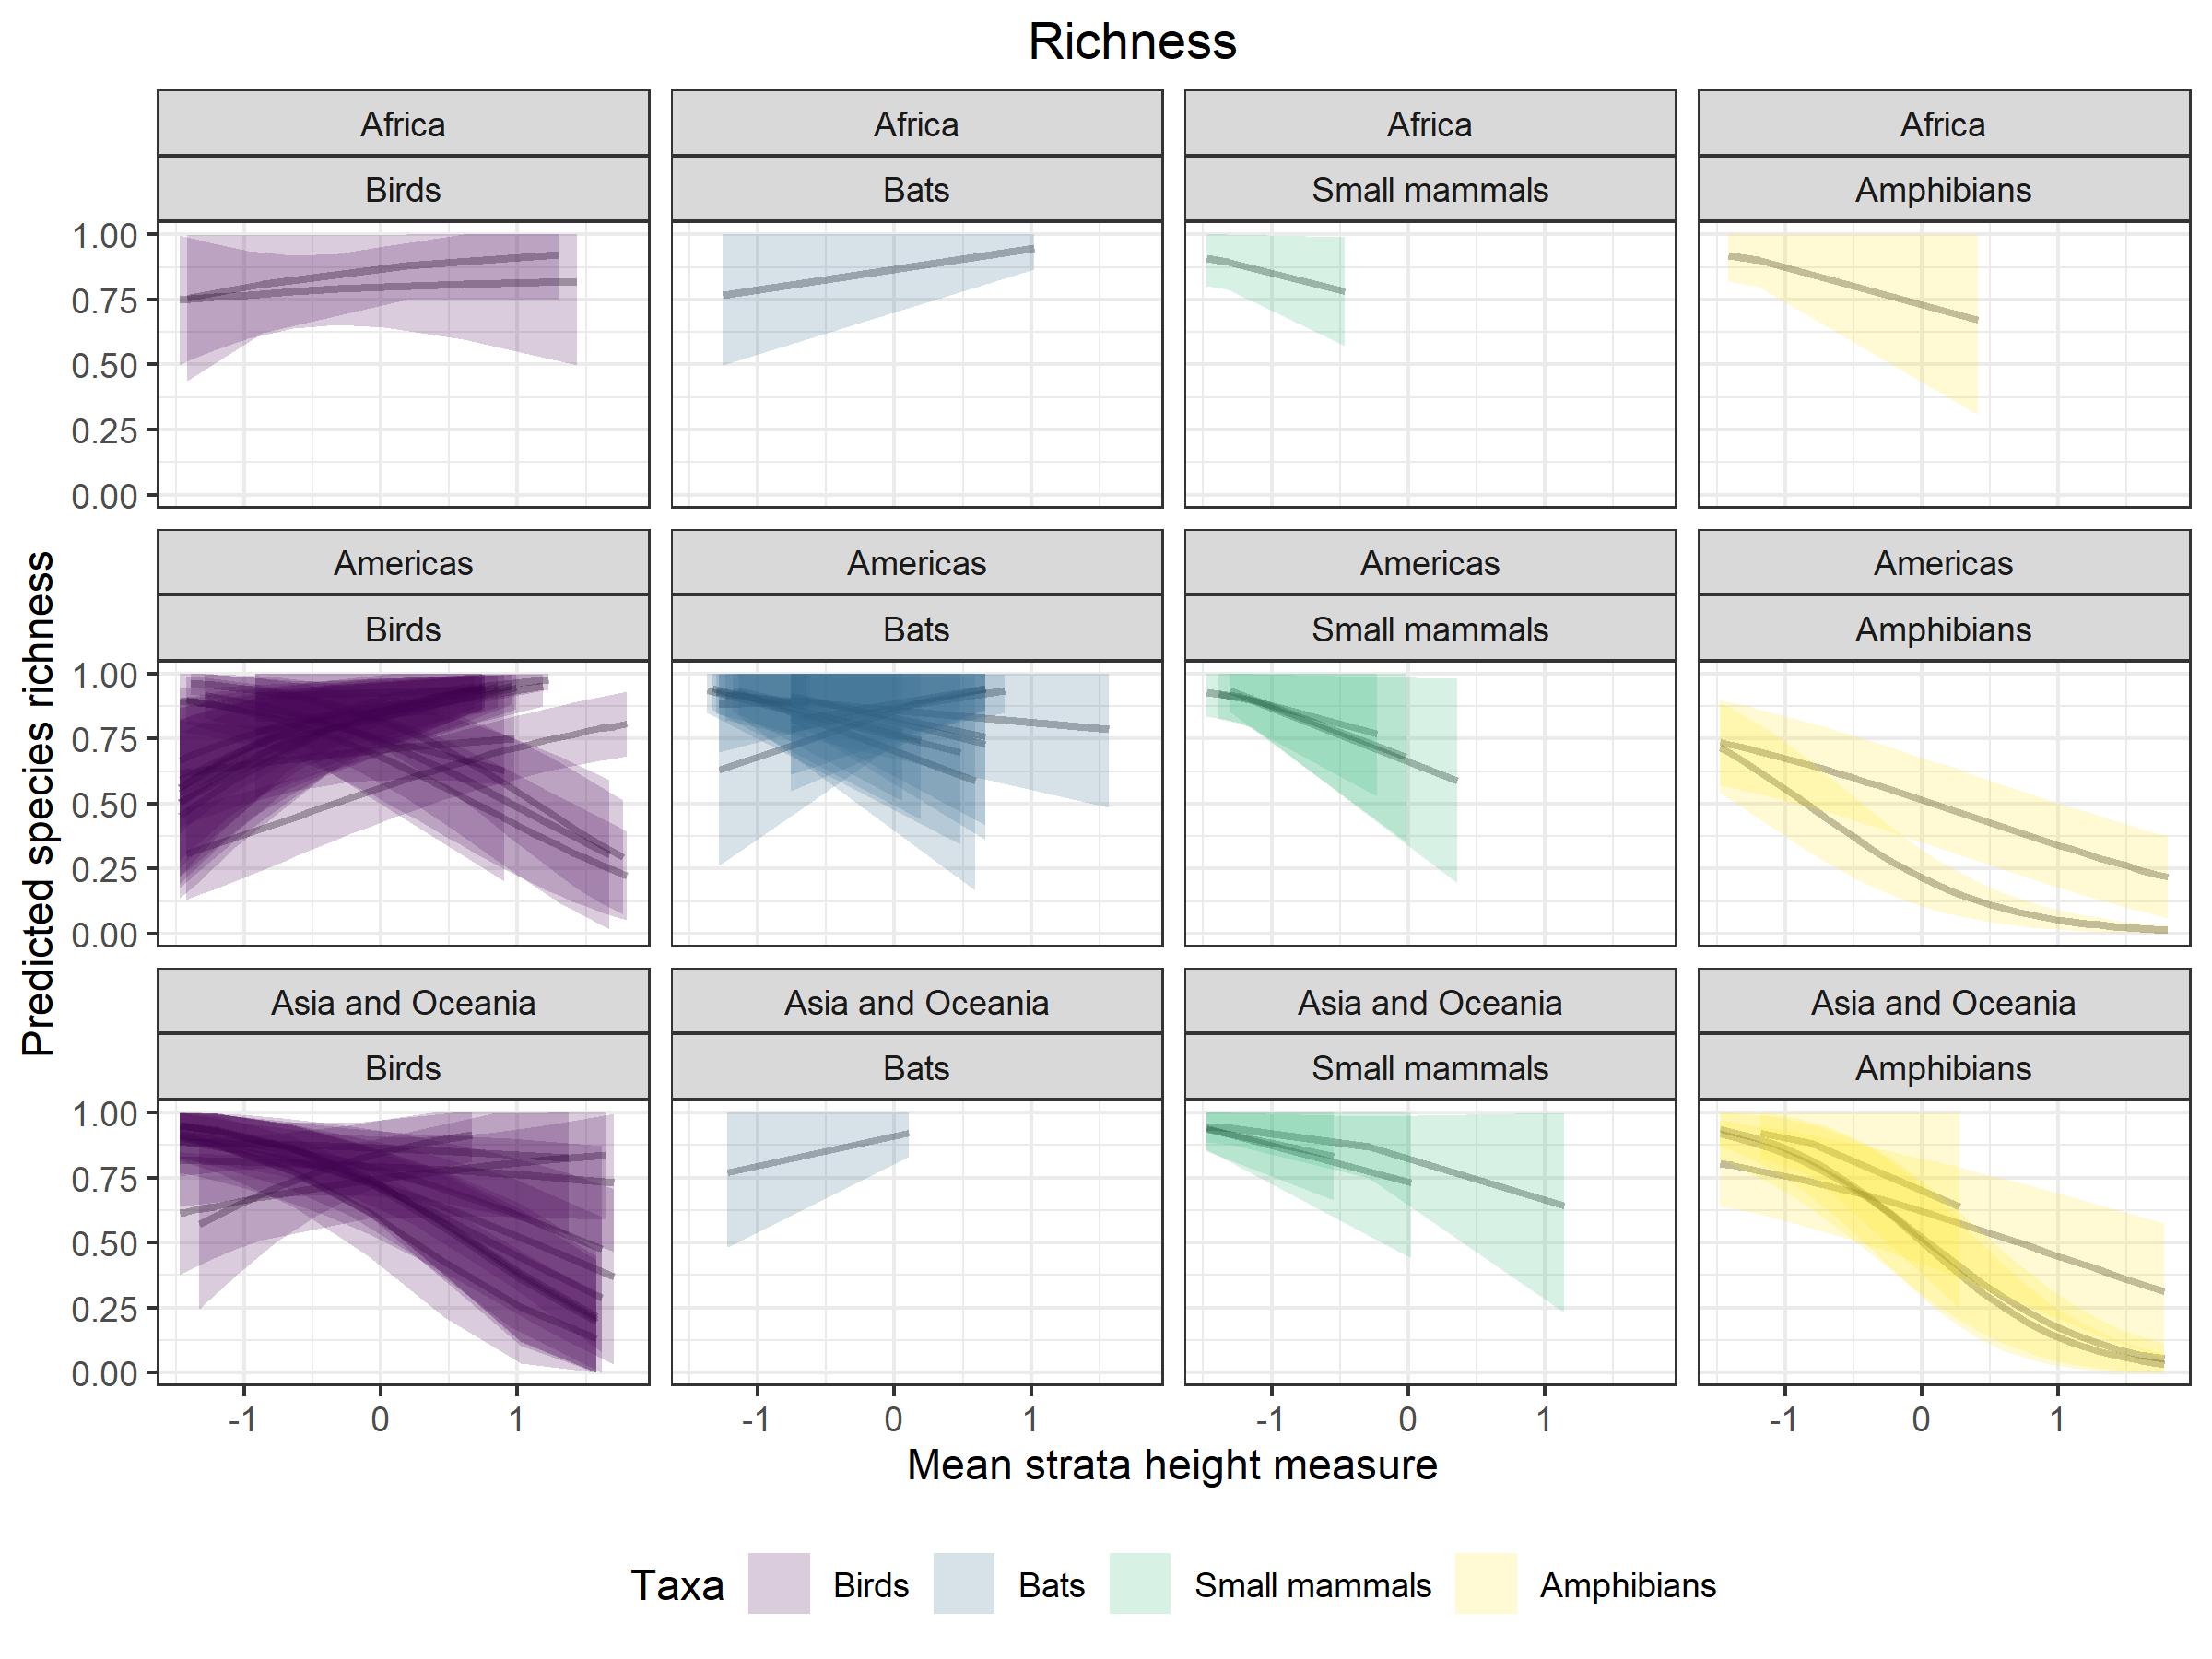 Richness
Africa Africa Africa Africa
Birds Bats Small mammals Amphibians
1.00
0.75
0.50
0.25
0.00
Americas Americas Americas Americas
Birds Bats Small mammals Amphibians
1.00
0.75
0.50
0.25
0.00
Predicted species richness
Asia and Oceania Asia and Oceania Asia and Oceania Asia and Oceania
Birds Bats Small mammals Amphibians
1.00
0.75
0.50
0.25
0.00
-1 0 1 -1 0 1 -1 0 1 -1 0 1
Mean strata height measure
Taxa Birds Bats Small mammals Amphibians